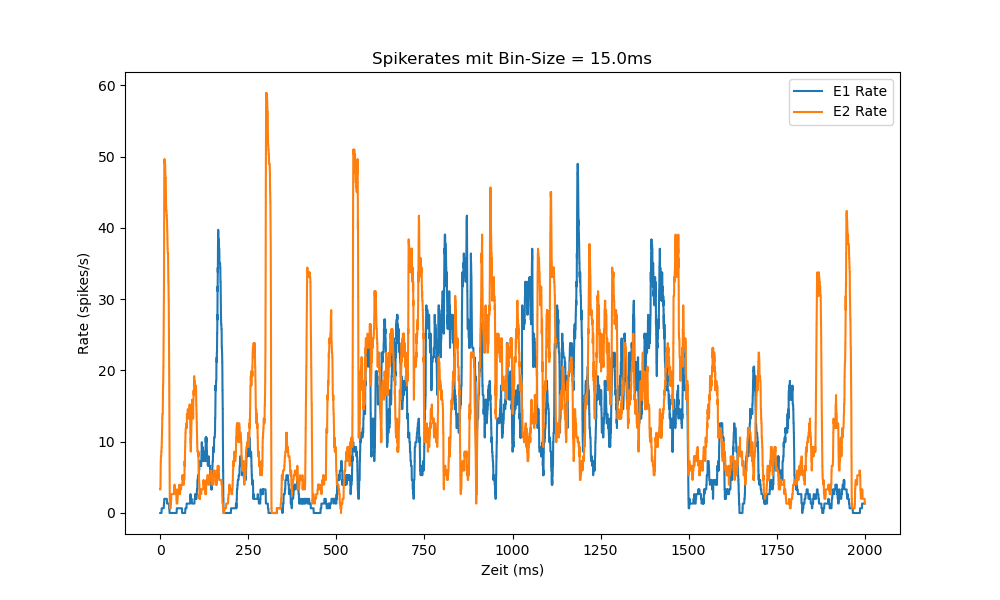 Spikerates mit Bin-Size = 15.0ms
E1 Rate
E2 Rate
Rate (spikes/s)
60
50
40
30
20
10
0
0 250 500 750 1000 1250 1500 1750 2000
Zeit (ms)